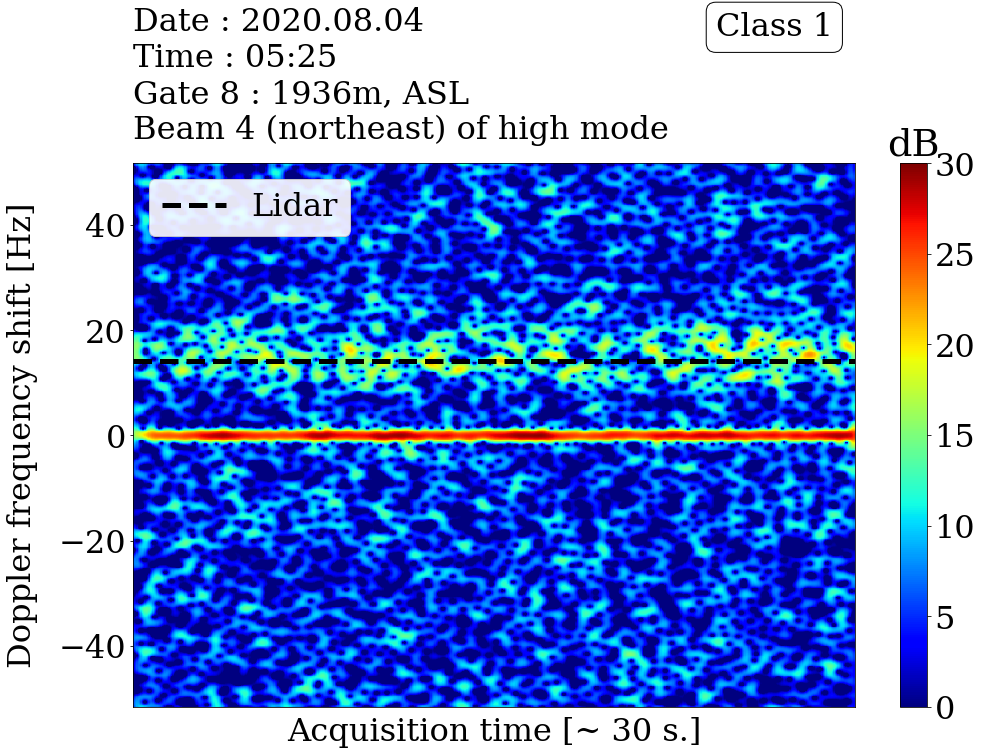 Date : 2020.08.04
Time : 05:25
Gate 8 : 1936m, ASL
Beam 4 (northeast) of high mode
Class 1
dB
Lidar
Doppler frequency shift [Hz]
40
20
0
−20
−40
Acquisition time [~ 30 s.]
30
25
20
15
10
5
0